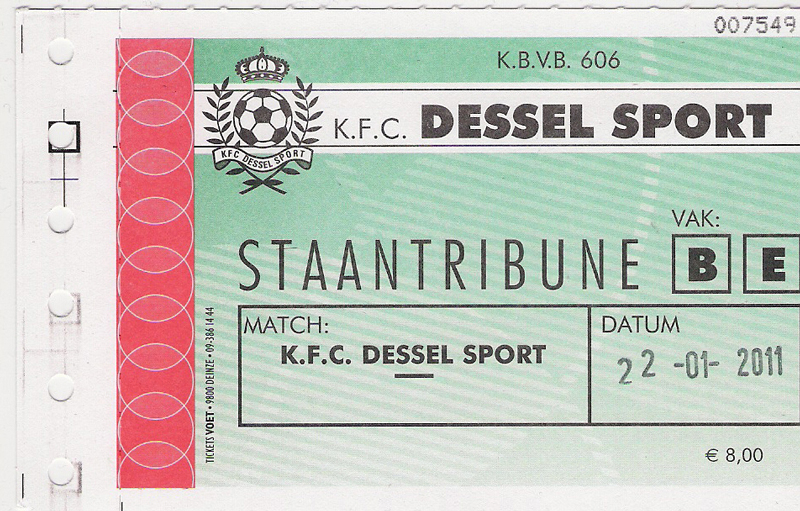 007549
K.B.V.B. 606
K.F.C. DESSEL SPORT
KFC DESSEL SPORT
VAK:
STAANTRIBUNE B E
MATCH:
K.F.C. DESSEL SPORT
DATUM
22 -01- 2011
TICKETS VOET • 9800 DEINZE • 09-386 14 44
€ 8,00